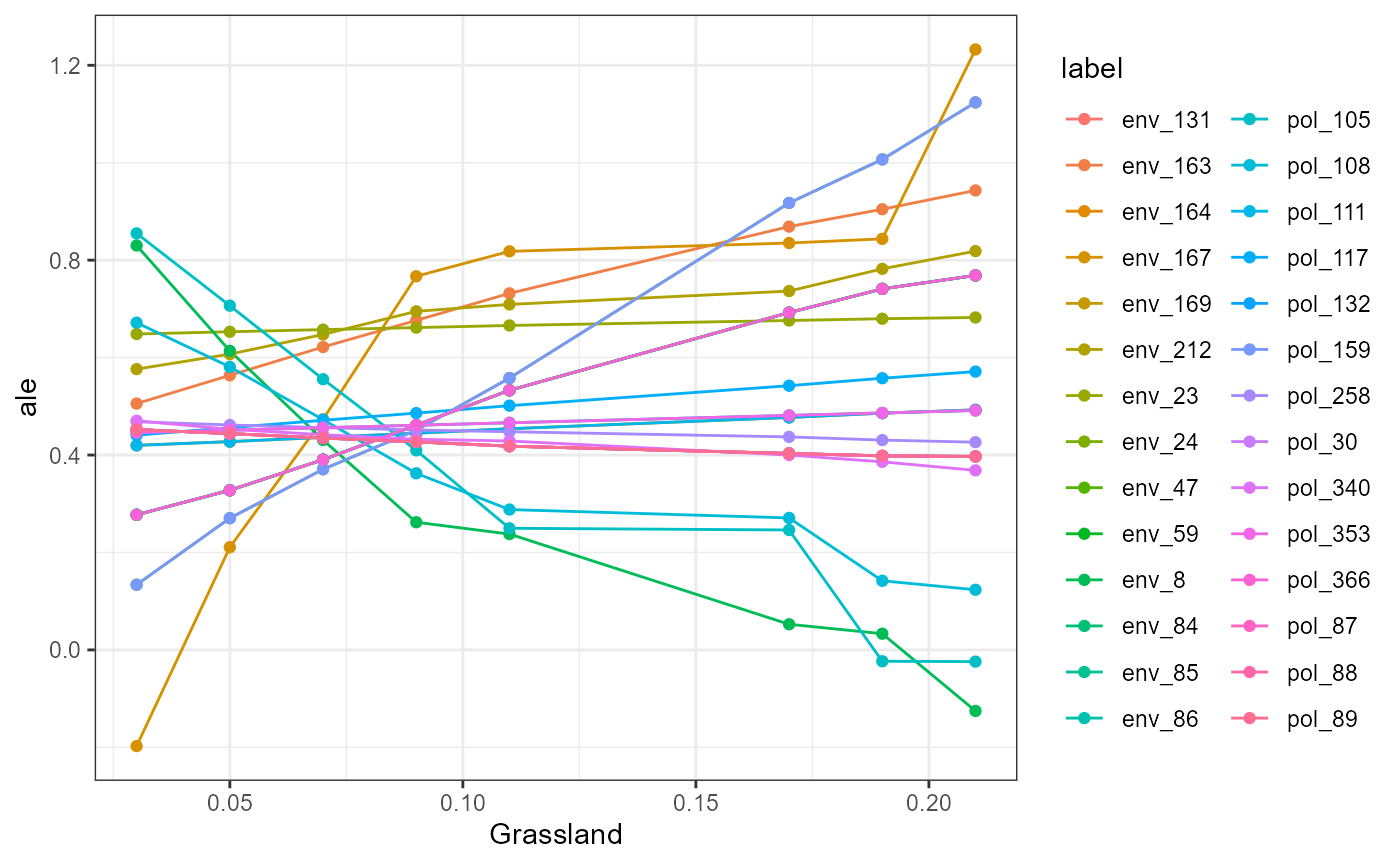 label
env_131 pol_105
env_163 pol_108
env_164 pol_111
env_167 pol_117
env_169 pol_132
env_212 pol_159
env_23 pol_258
env_24 pol_30
env_47 pol_340
env_59 pol_353
env_8 pol_366
env_84 pol_87
env_85 pol_88
env_86 pol_89
1.2
0.8
0.4
0.0
ale
0.05 0.10 0.15 0.20
Grassland